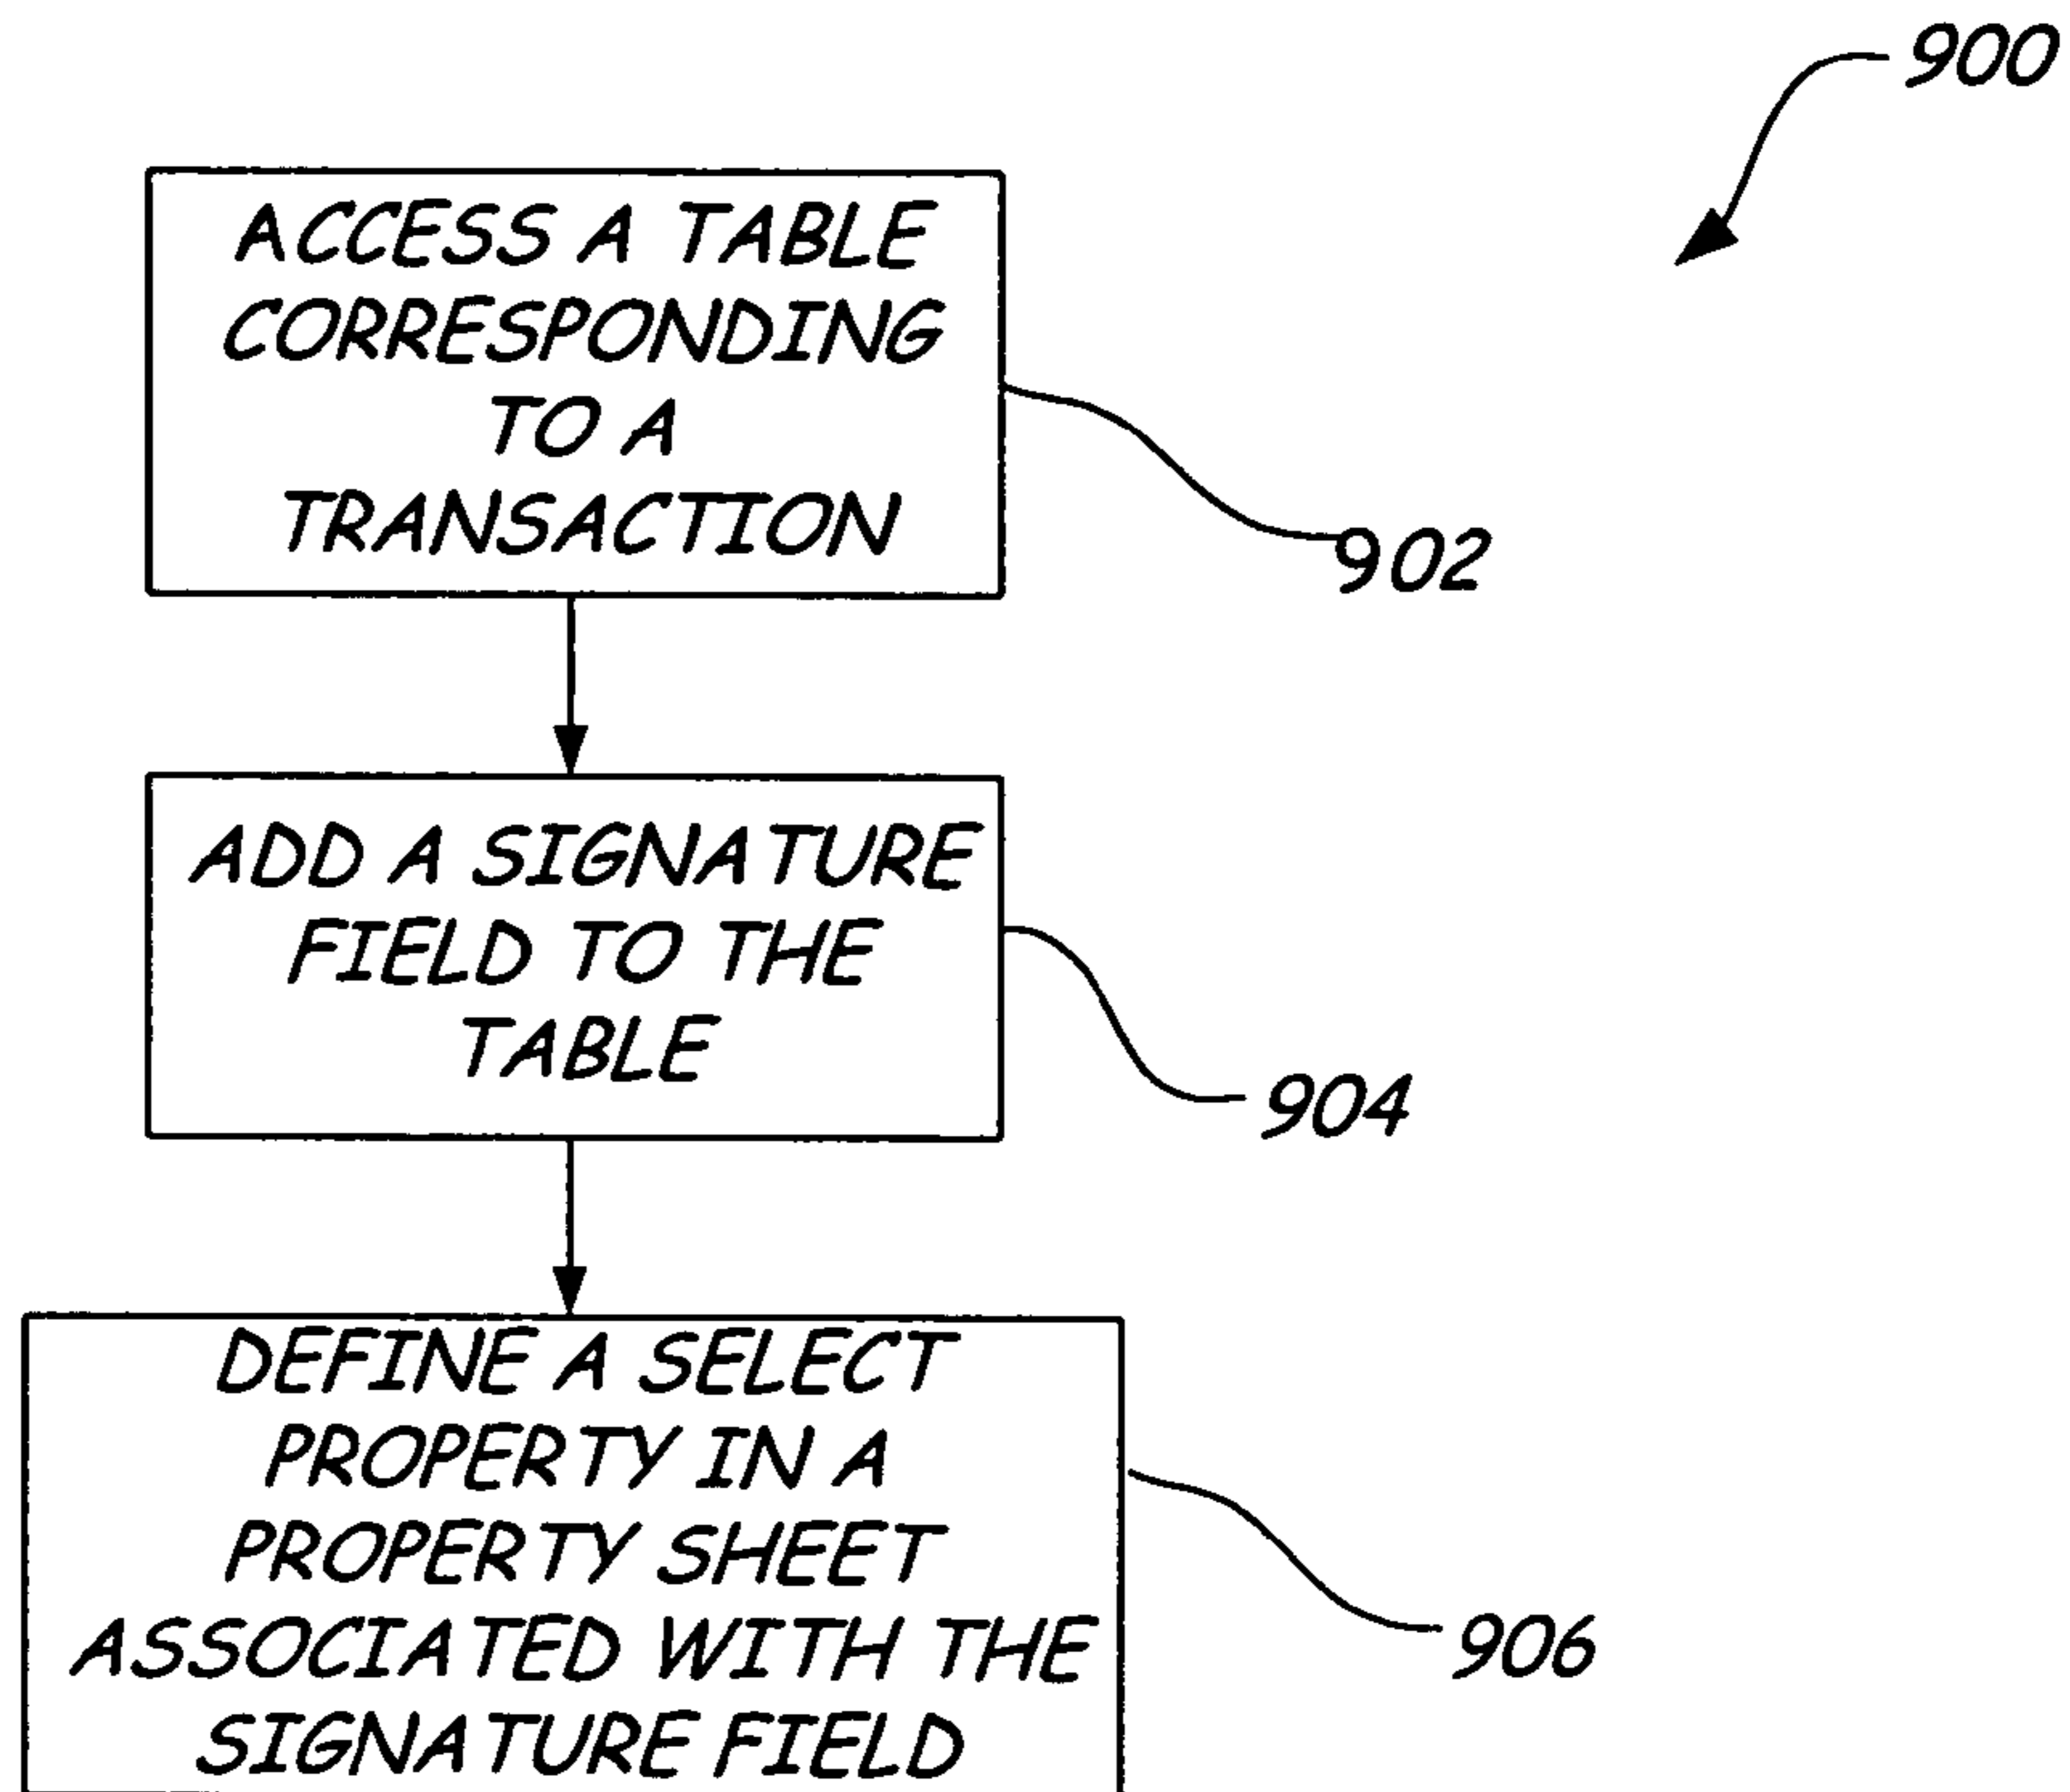 900
ACCESS A TABLE
CORRESPONDING
TO A
TRANSACTION
902
ADD A SIGNATURE
FIELD TO THE
TABLE
904
DEFINE A SELECT
PROPERTY IN A
PROPERTY SHEET
ASSOCIATED WITH THE
SIGNATURE FIELD
906